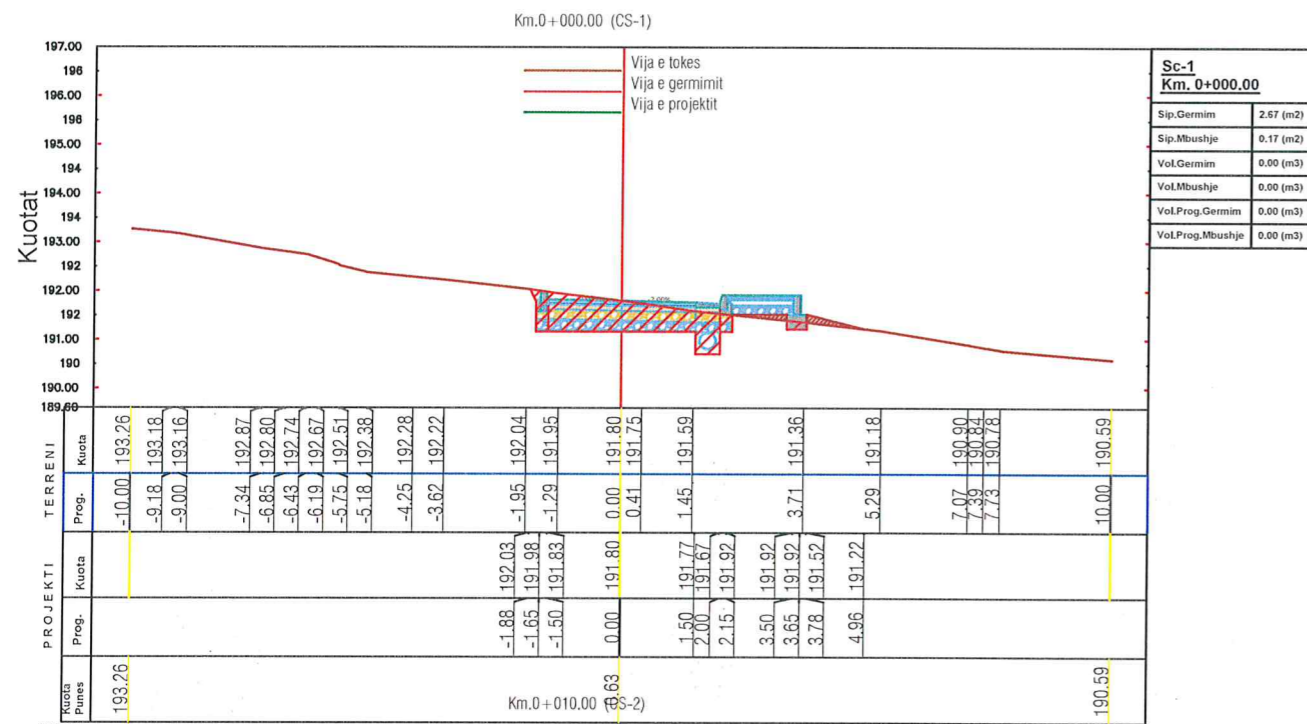 Km.0+000.00 (CS-1)
197.00
196
196.00
196
195.00
194
194.00
194
193.00
192
192.00
192
191.00
190
190.00
189.60
Kuotat
Vija e tokes
Vija e germimit
Vija e projektit
-2.00%
Sc-1
Km. 0+000.00
Sip.Germim 2.67 (m2)
Sip.Mbushje 0.17 (m2)
Vol.Germim 0.00 (m3)
Vol.Mbushje 0.00 (m3)
Vol.Prog.Germim 0.00 (m3)
Vol.Prog.Mbushje 0.00 (m3)
TERRENI
Kuota 193.26 193.18 193.16 192.87 192.80 192.74 192.67 192.51 192.38 192.28 192.22 192.04 191.95 191.80 191.75 191.59 191.36 191.18 190.90 190.84 190.78 190.59
Prog. -10.00 -9.18 -9.00 -7.34 -6.85 -6.43 -6.19 -5.75 -5.18 -4.25 -3.62 -1.95 -1.29 0.00 0.41 1.45 3.71 5.29 7.07 7.39 7.73 10.00
PROJEKTI
Kuota 192.03 191.98 191.83 191.80 191.77 191.67 191.92 191.92 191.92 191.52 191.22
Prog. -1.88 -1.65 -1.50 0.00 1.50 2.00 2.15 3.50 3.65 3.78 4.96
Kuota Punes 193.26 190.59
Km.0+010.00 (CS-2)